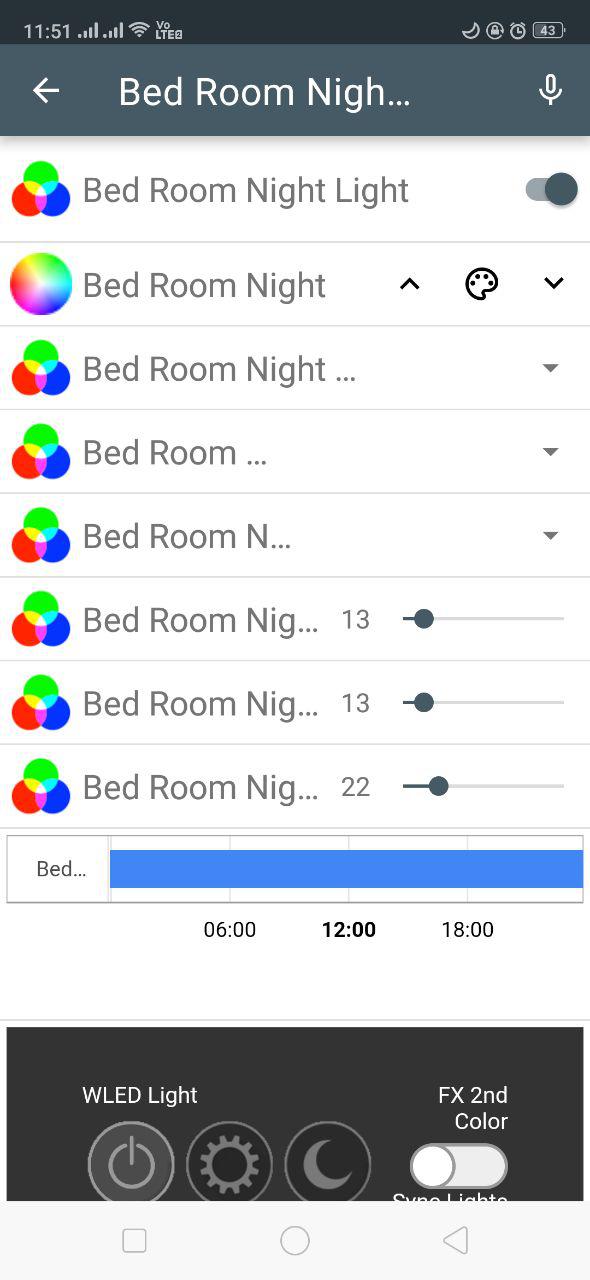 11:51 Vo LTE2 43
Bed Room Nigh...
Bed Room Night Light
Bed Room Night
Bed Room Night ...
Bed Room ...
Bed Room N...
Bed Room Nig... 13
Bed Room Nig... 13
Bed Room Nig... 22
Bed...
06:00 12:00 18:00
WLED Light FX 2nd
Color
Sync Lights